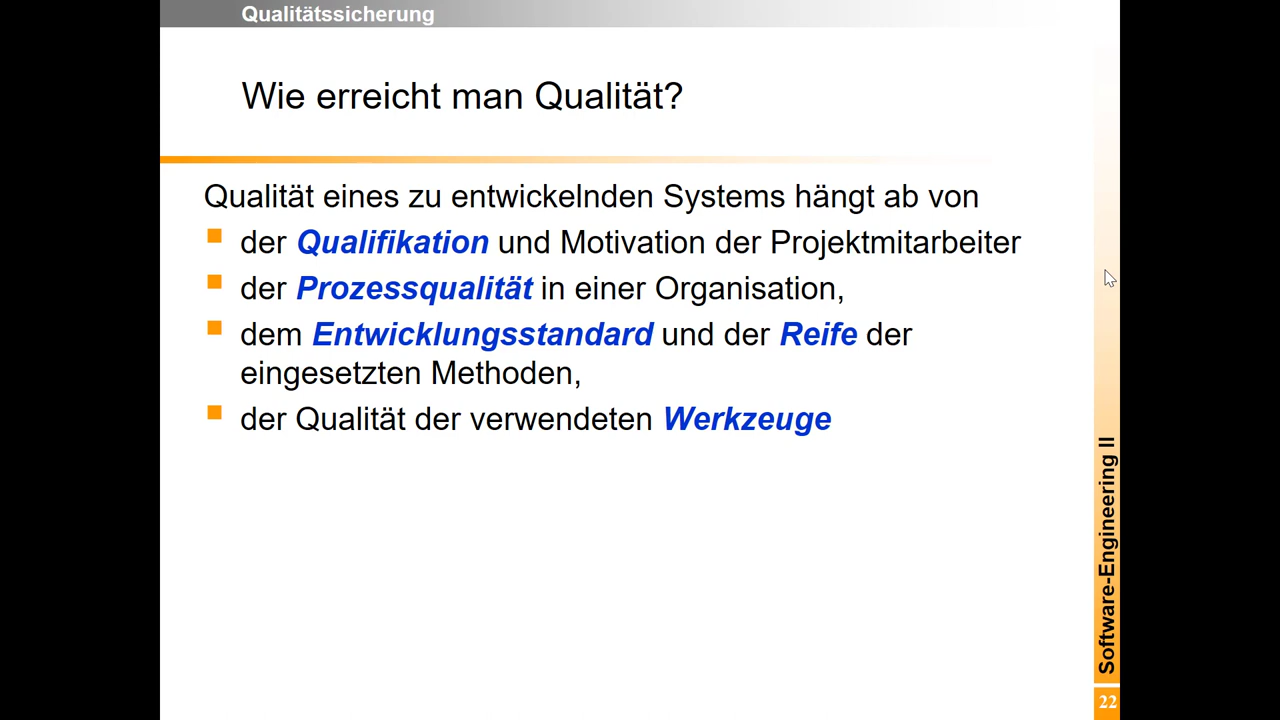 Qualitätssicherung
Wie erreicht man Qualität?
Qualität eines zu entwickelnden Systems hängt ab von
der Qualifikation und Motivation der Projektmitarbeiter
der Prozessqualität in einer Organisation,
dem Entwicklungsstandard und der Reife der
eingesetzten Methoden,
der Qualität der verwendeten Werkzeuge
Software-Engineering II
22